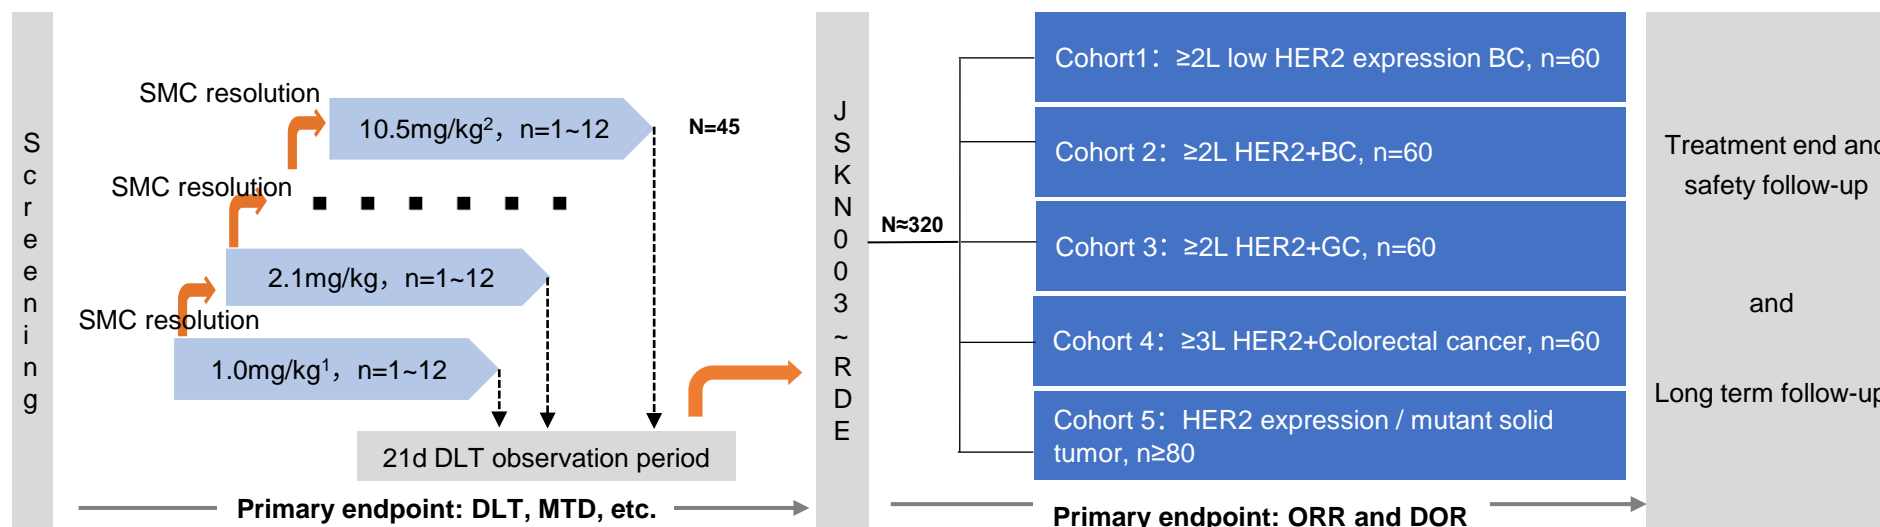 Screening
SMC resolution
10.5mg/kg²，n=1~12
N=45
SMC resolution
2.1mg/kg，n=1~12
SMC resolution
1.0mg/kg¹，n=1~12
21d DLT observation period
Primary endpoint: DLT, MTD, etc.
JSKN003~RDE
N≈320
Cohort1：≥2L low HER2 expression BC, n=60
Cohort 2：≥2L HER2+BC, n=60
Cohort 3：≥2L HER2+GC, n=60
Cohort 4：≥3L HER2+Colorectal cancer, n=60
Cohort 5：HER2 expression / mutant solid
tumor, n≥80
Primary endpoint: ORR and DOR
Treatment end and
safety follow-up
and
Long term follow-up